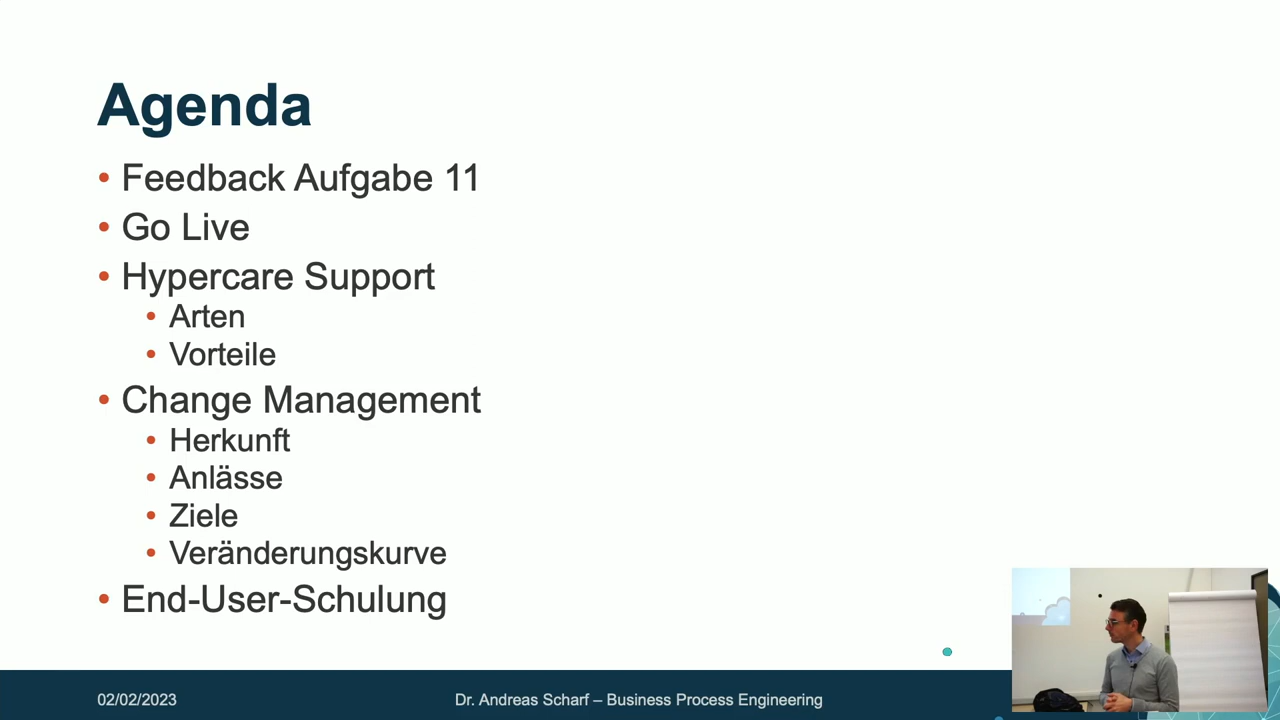 Agenda
• Feedback Aufgabe 11
• Go Live
• Hypercare Support
• Arten
• Vorteile
• Change Management
• Herkunft
• Anlässe
• Ziele
• Veränderungskurve
• End-User-Schulung
02/02/2023
Dr. Andreas Scharf – Business Process Engineering